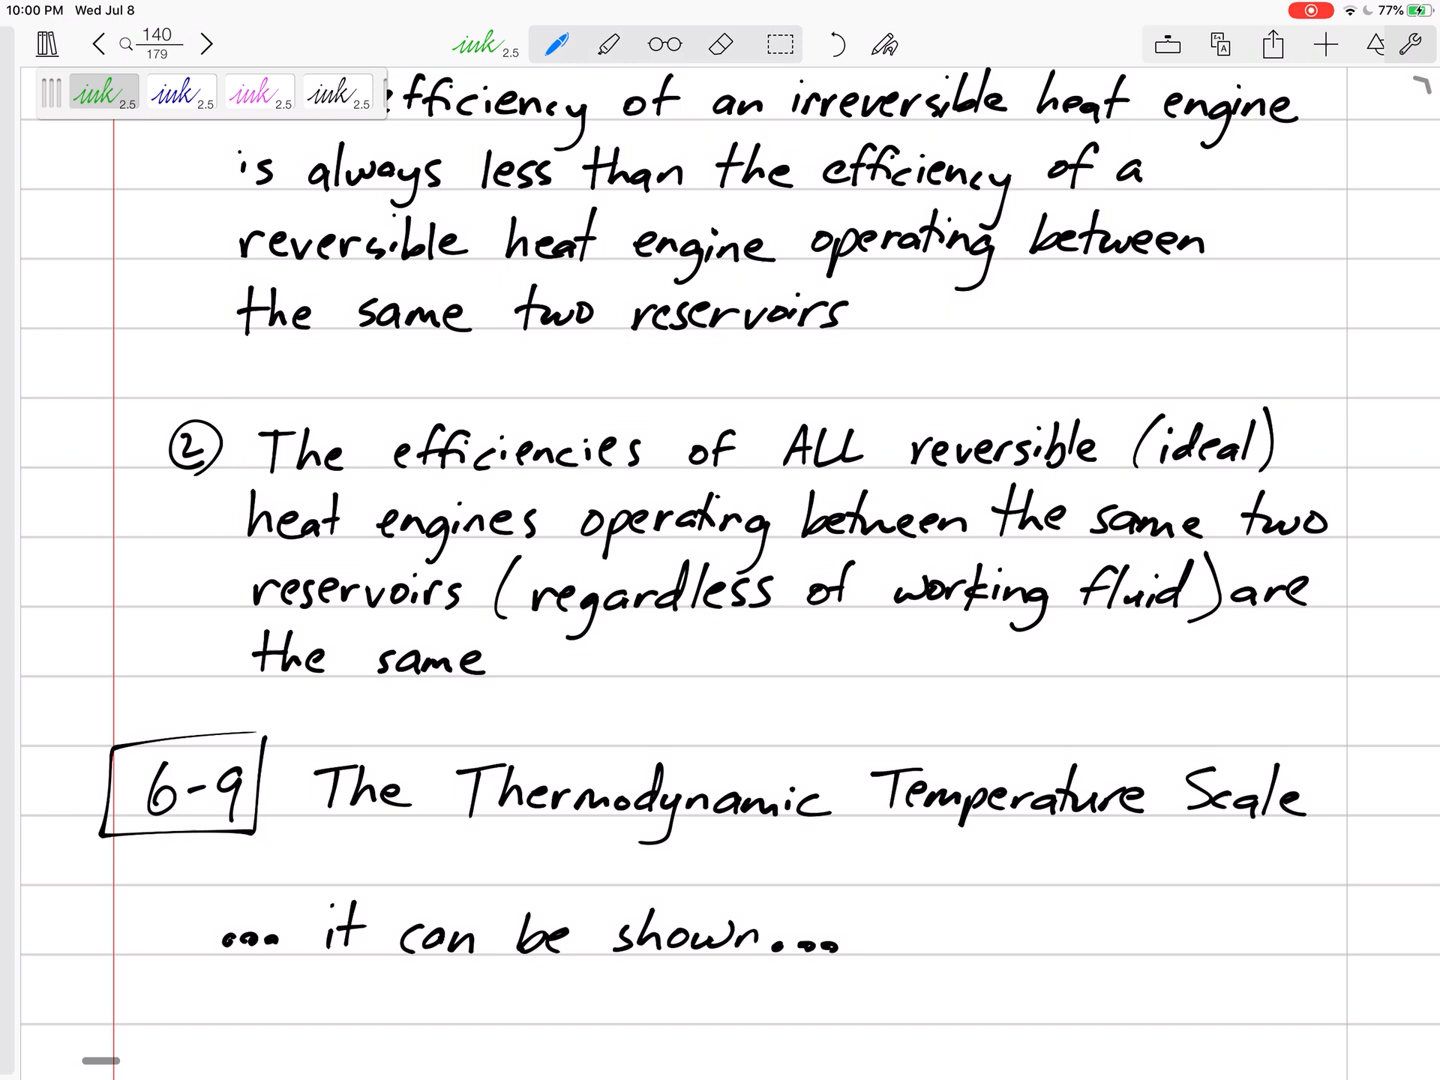 10:00 PM Wed Jul 8
77%
140
179
ink 2.5
ink 2.5 ink 2.5 ink 2.5 ink 2.5
fficiency of an irreversible heat engine
is always less than the efficiency of a
reversible heat engine operating between
the same two reservoirs
② The efficiencies of ALL reversible (ideal)
heat engines operating between the same two
reservoirs (regardless of working fluid) are
the same
6-9 The Thermodynamic Temperature Scale
... it can be shown....